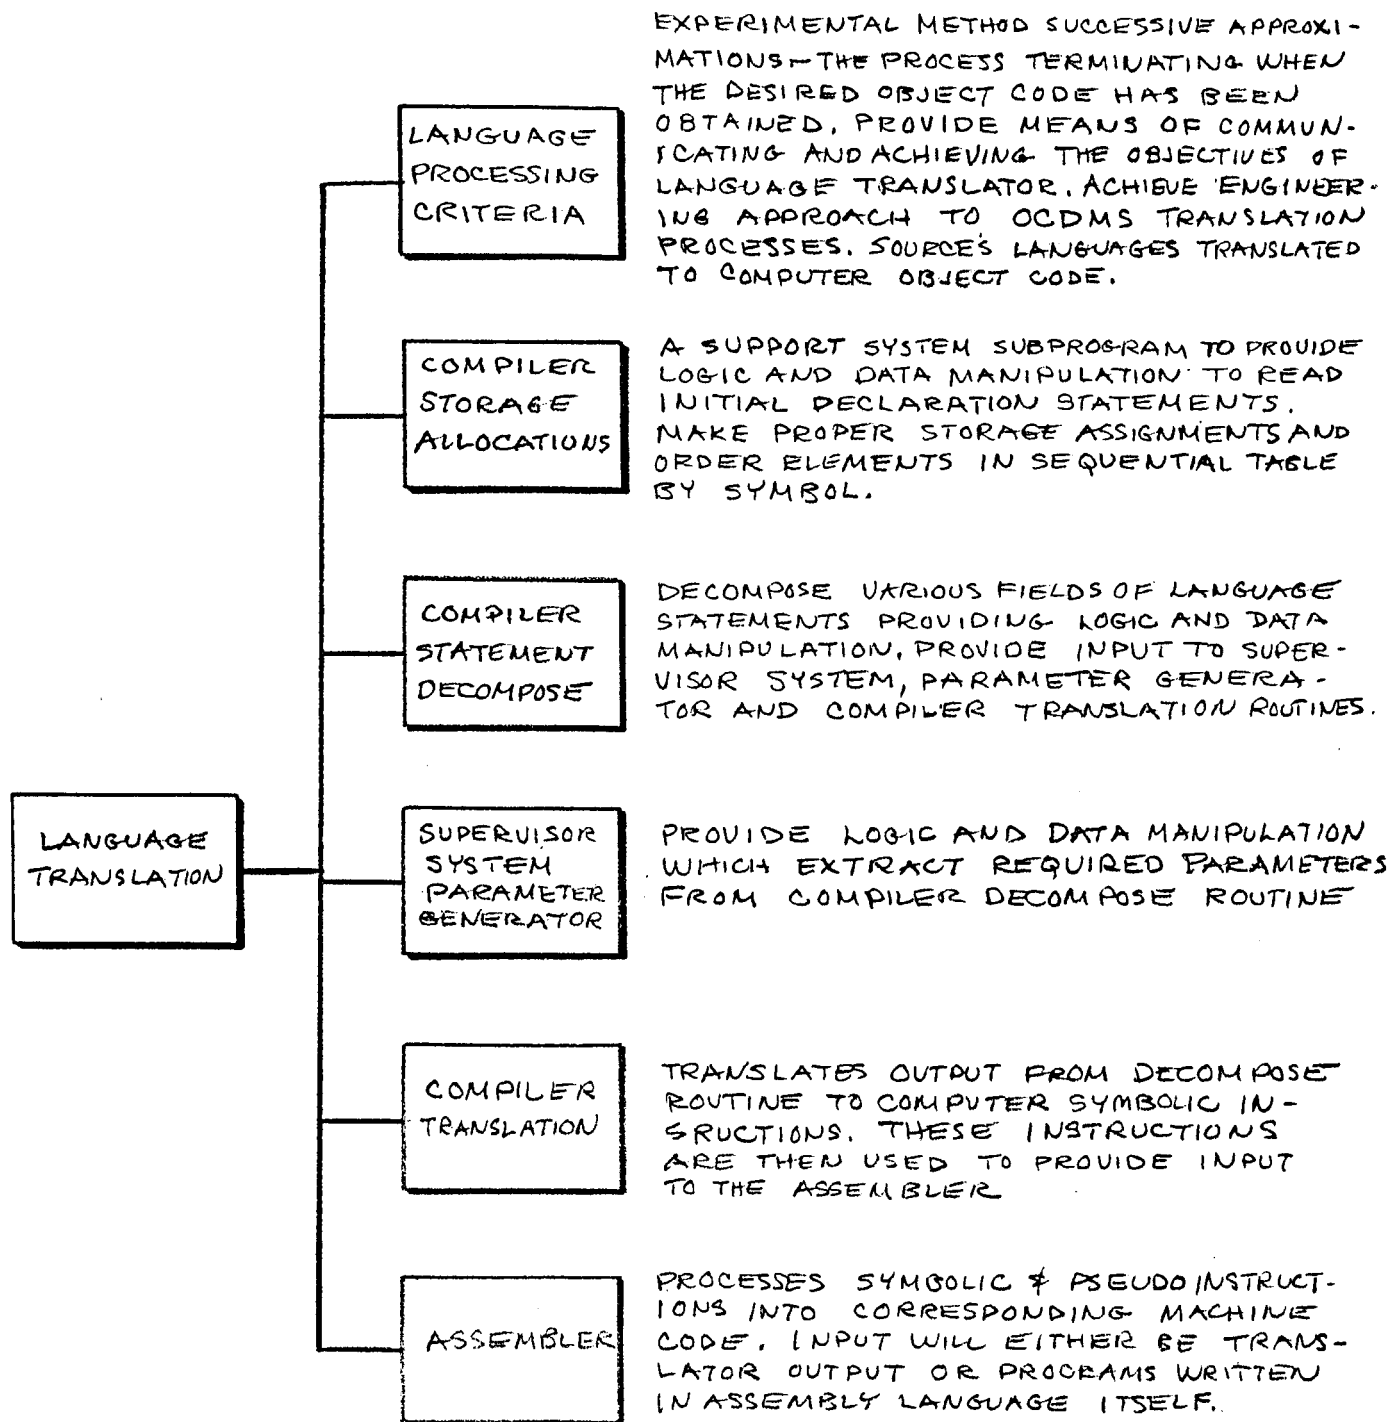 EXPERIMENTAL METHOD SUCCESSIVE APPROXI-
MATIONS—THE PROCESS TERMINATING WHEN
THE DESIRED OBJECT CODE HAS BEEN
OBTAINED. PROVIDE MEANS OF COMMUN-
ICATING AND ACHIEVING THE OBJECTIVES OF
LANGUAGE TRANSLATOR. ACHIEVE ENGINEER-
ING APPROACH TO OCDMS TRANSLATION
PROCESSES. SOURCE'S LANGUAGES TRANSLATED
TO COMPUTER OBJECT CODE.
LANGUAGE
PROCESSING
CRITERIA
A SUPPORT SYSTEM SUBPROGRAM TO PROVIDE
LOGIC AND DATA MANIPULATION TO READ
INITIAL DECLARATION STATEMENTS.
MAKE PROPER STORAGE ASSIGNMENTS AND
ORDER ELEMENTS IN SEQUENTIAL TABLE
BY SYMBOL.
COMPILER
STORAGE
ALLOCATIONS
DECOMPOSE VARIOUS FIELDS OF LANGUAGE
STATEMENTS PROVIDING LOGIC AND DATA
MANIPULATION, PROVIDE INPUT TO SUPER-
VISOR SYSTEM, PARAMETER GENERA-
TOR AND COMPILER TRANSLATION ROUTINES.
COMPILER
STATEMENT
DECOMPOSE
LANGUAGE
TRANSLATION
SUPERVISOR
SYSTEM
PARAMETER
GENERATOR
PROVIDE LOGIC AND DATA MANIPULATION
WHICH EXTRACT REQUIRED PARAMETERS
FROM COMPILER DECOMPOSE ROUTINE
COMPILER
TRANSLATION
TRANSLATES OUTPUT FROM DECOMPOSE
ROUTINE TO COMPUTER SYMBOLIC IN-
SRUCTIONS. THESE INSTRUCTIONS
ARE THEN USED TO PROVIDE INPUT
TO THE ASSEMBLER
ASSEMBLER
PROCESSES SYMBOLIC & PSEUDO INSTRUCT-
IONS INTO CORRESPONDING MACHINE
CODE. INPUT WILL EITHER BE TRANS-
LATOR OUTPUT OR PROGRAMS WRITTEN
IN ASSEMBLY LANGUAGE ITSELF.